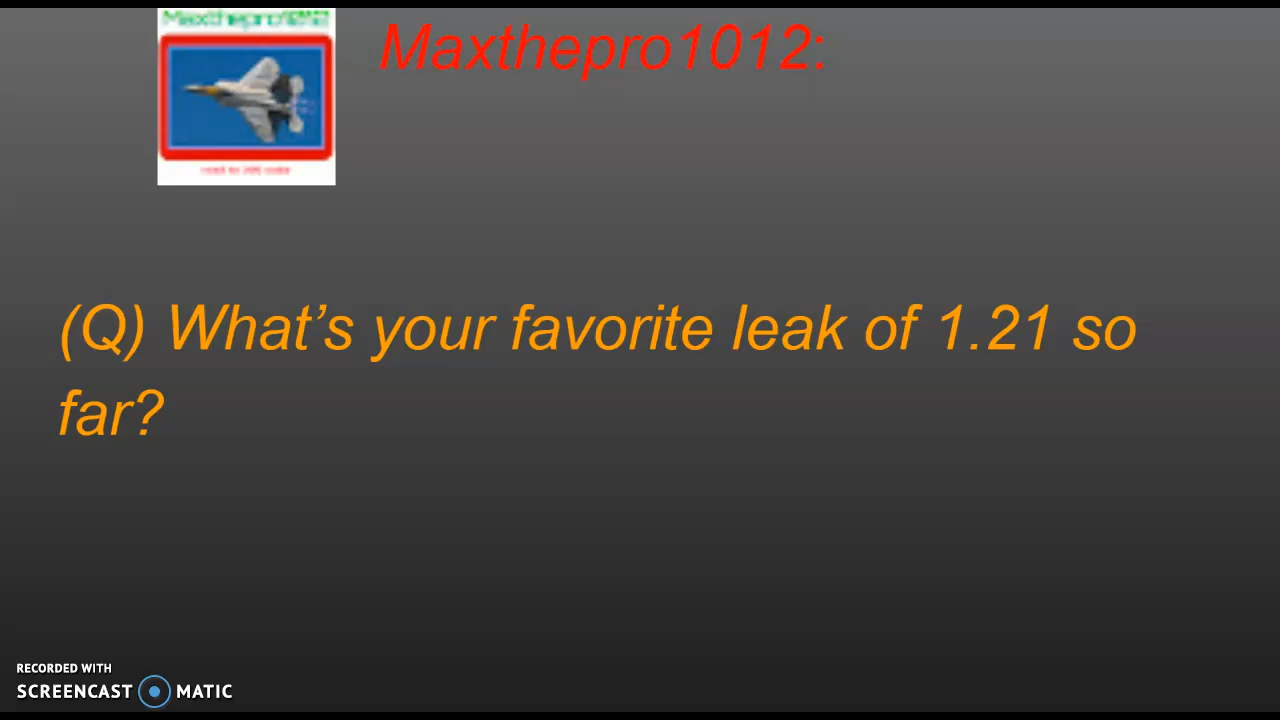 Maxthepro1012:
(Q) What's your favorite leak of 1.21 so
far?
RECORDED WITH
SCREENCAST MATIC